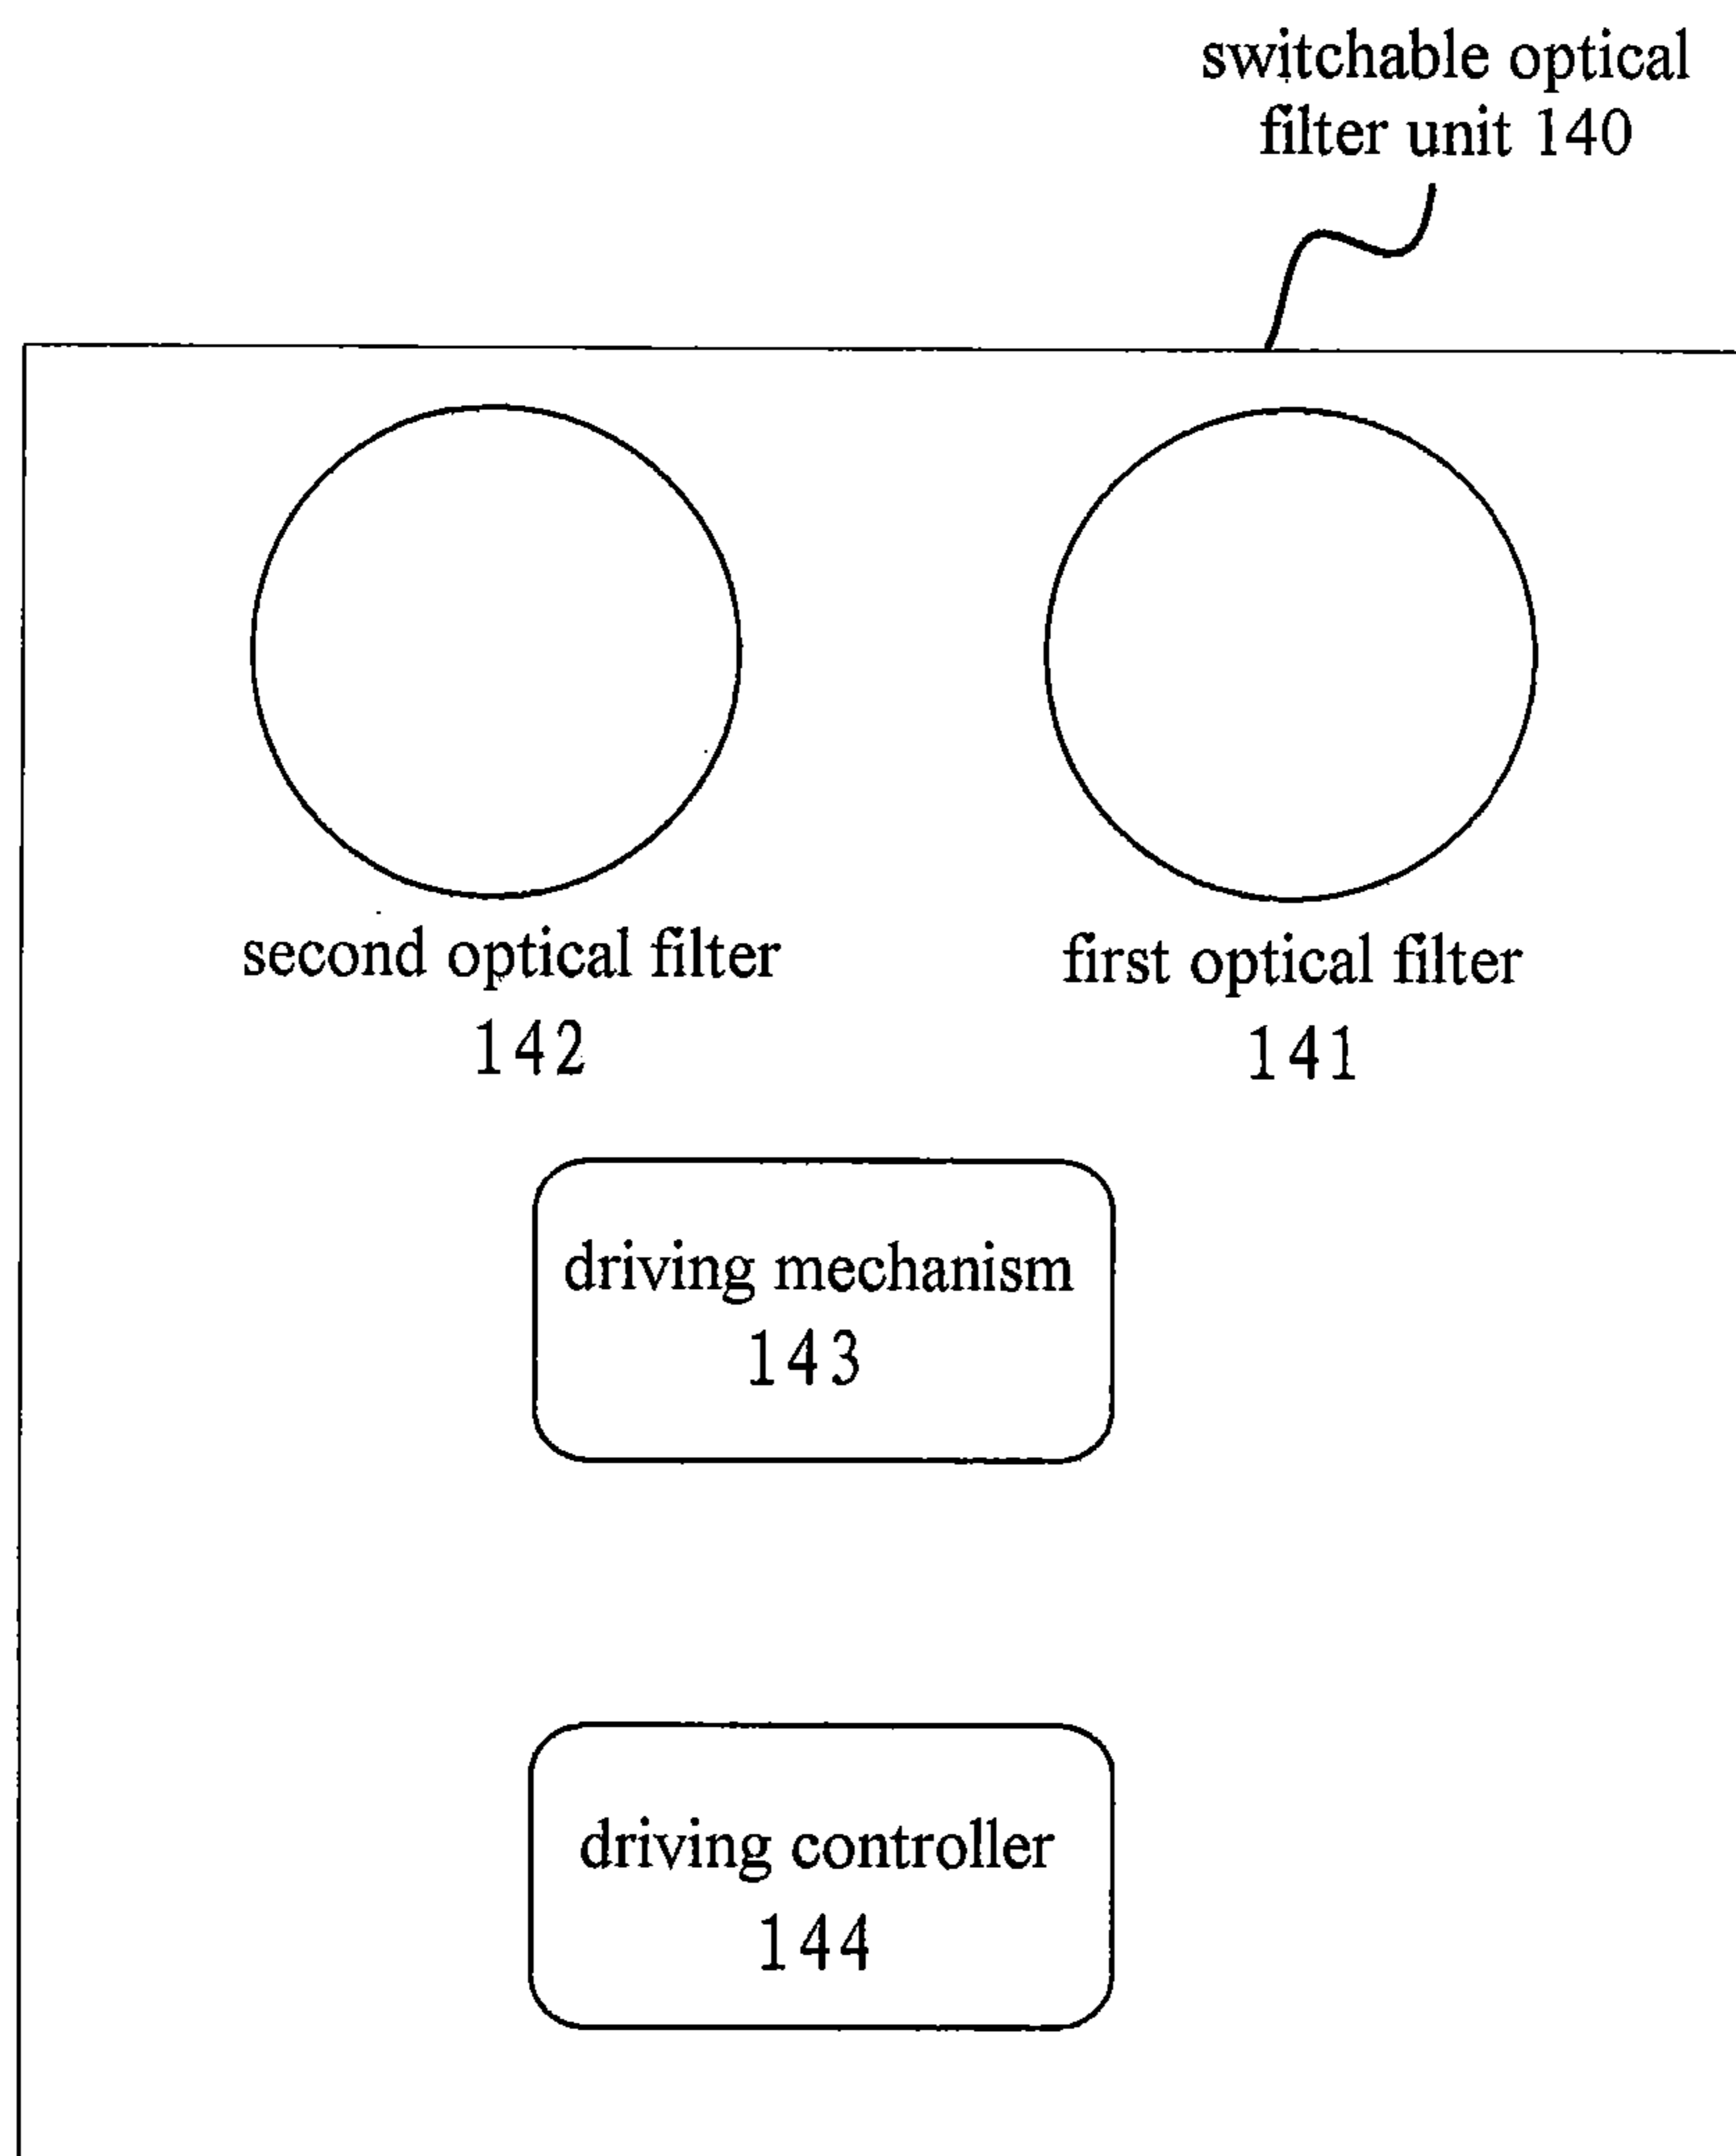 switchable optical
filter unit 140
second optical filter
142
first optical filter
141
driving mechanism
143
driving controller
144